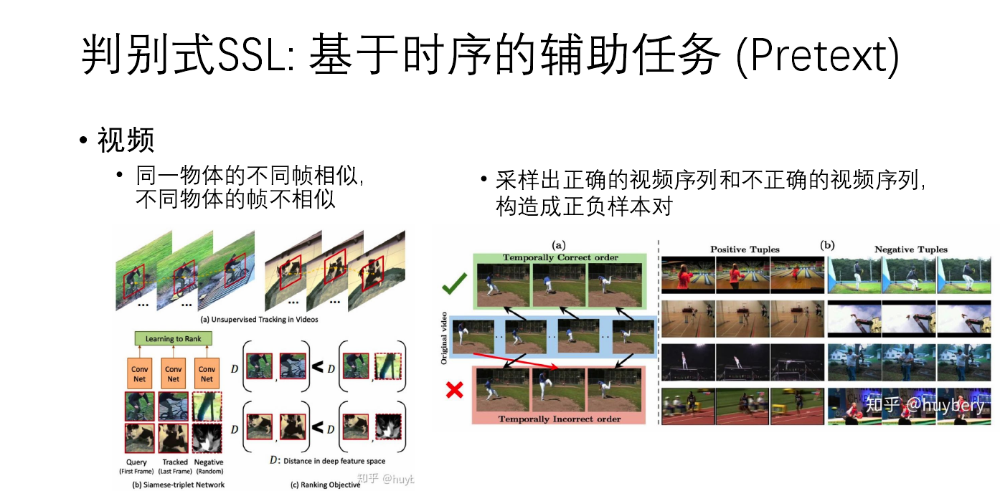 判别式SSL: 基于时序的辅助任务 (Pretext)
• 视频
• 同一物体的不同帧相似,
不同物体的帧不相似
...
...
...
...
(a) Unsupervised Tracking in Videos
Learning to Rank
Conv
Net
Conv
Net
Conv
Net
Query
(First Frame)
Tracked
(Last Frame)
Negative
(Random)
(b) Siamese-triplet Network
D ( , ) < D ( , )
D ( , ) < D ( , )
D: Distance in deep feature space
(c) Ranking Objective
知乎 @huyb
• 采样出正确的视频序列和不正确的视频序列,
构造成正负样本对
(a)
Temporally Correct order
Original video
Temporally Incorrect order
(b)
Positive Tuples
Negative Tuples
知乎 @huybery